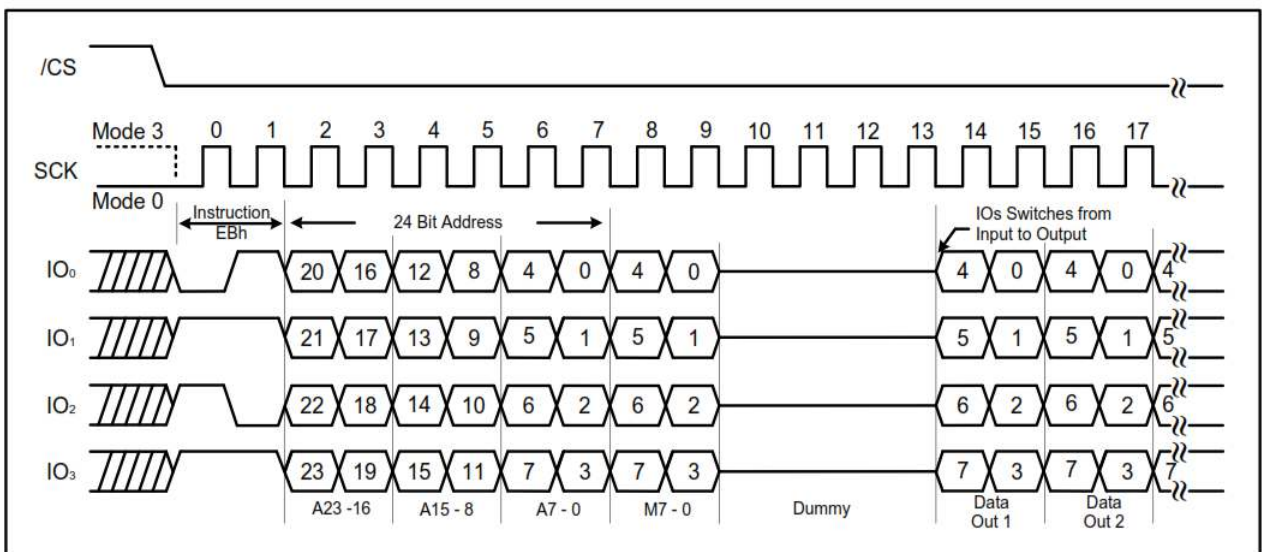 /CS
Mode 3 0 1 2 3 4 5 6 7 8 9 10 11 12 13 14 15 16 17
SCK
Mode 0
Instruction
EBh
24 Bit Address
IOs Switches from
Input to Output
IO₀ 20 16 12 8 4 0 4 0 4 0 4 0 4
IO₁ 21 17 13 9 5 1 5 1 5 1 5 1 5
IO₂ 22 18 14 10 6 2 6 2 6 2 6 2 6
IO₃ 23 19 15 11 7 3 7 3 7 3 7 3 7
A23 -16 A15 - 8 A7 - 0 M7 - 0 Dummy Data Data
Out 1 Out 2